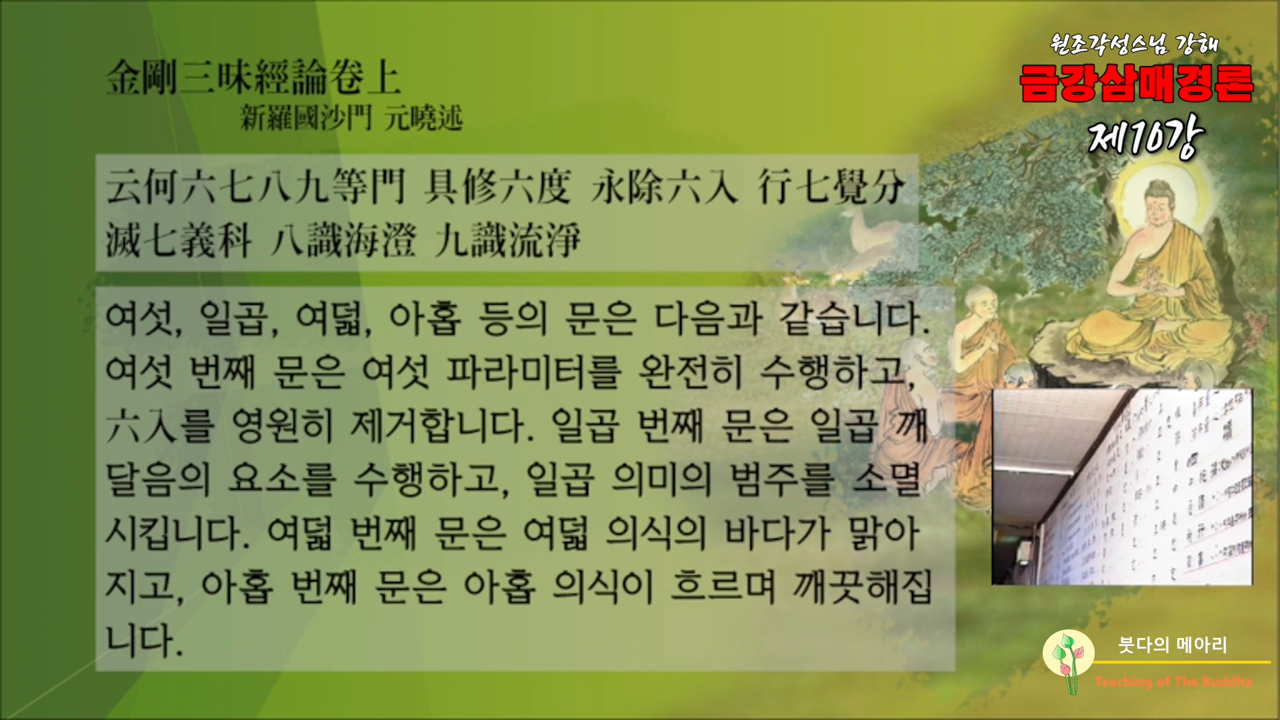 金剛三昧經論卷上
新羅國沙門 元曉述
云何六七八九等門 具修六度 永除六入 行七覺分
滅七義科 八識海澄 九識流淨
여섯, 일곱, 여덟, 아홉 등의 문은 다음과 같습니다.
여섯 번째 문은 여섯 파라미터를 완전히 수행하고,
六入를 영원히 제거합니다. 일곱 번째 문은 일곱 깨
달음의 요소를 수행하고, 일곱 의미의 범주를 소멸
시킵니다. 여덟 번째 문은 여덟 의식의 바다가 맑아
지고, 아홉 번째 문은 아홉 의식이 흐르며 깨끗해집
니다.
원조각성스님 강해
금강삼매경론
제10강
붓다의 메아리
Teaching of The Buddha